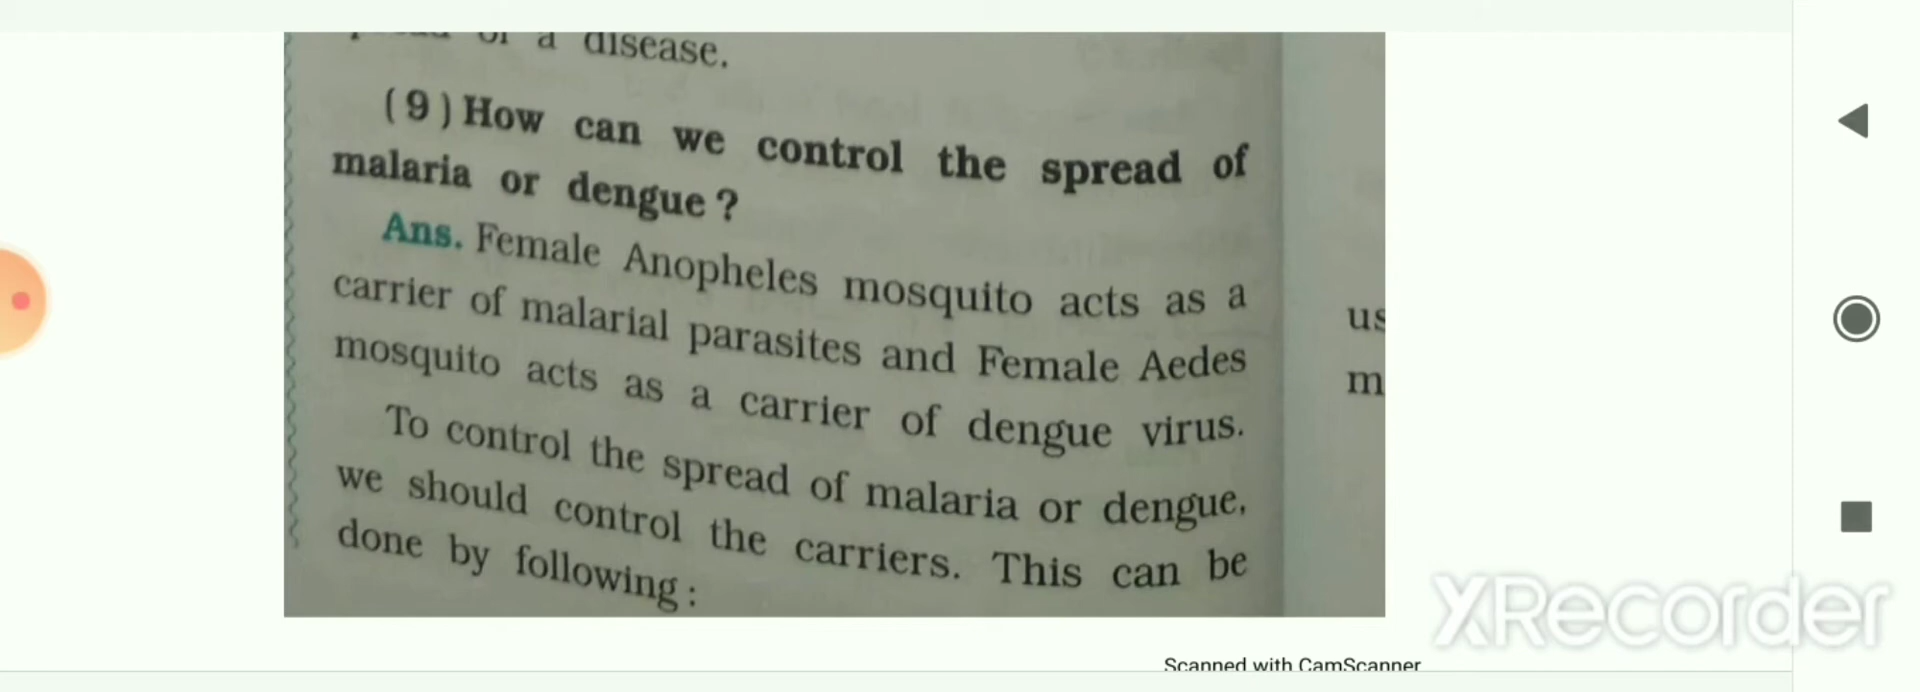 of a disease.
(9) How can we control the spread of
malaria or dengue ?
Ans. Female Anopheles mosquito acts as a
carrier of malarial parasites and Female Aedes
mosquito acts as a carrier of dengue virus.
To control the spread of malaria or dengue,
we should control the carriers. This can be
done by following :
us
m
XRecorder
Scanned with CamScanner